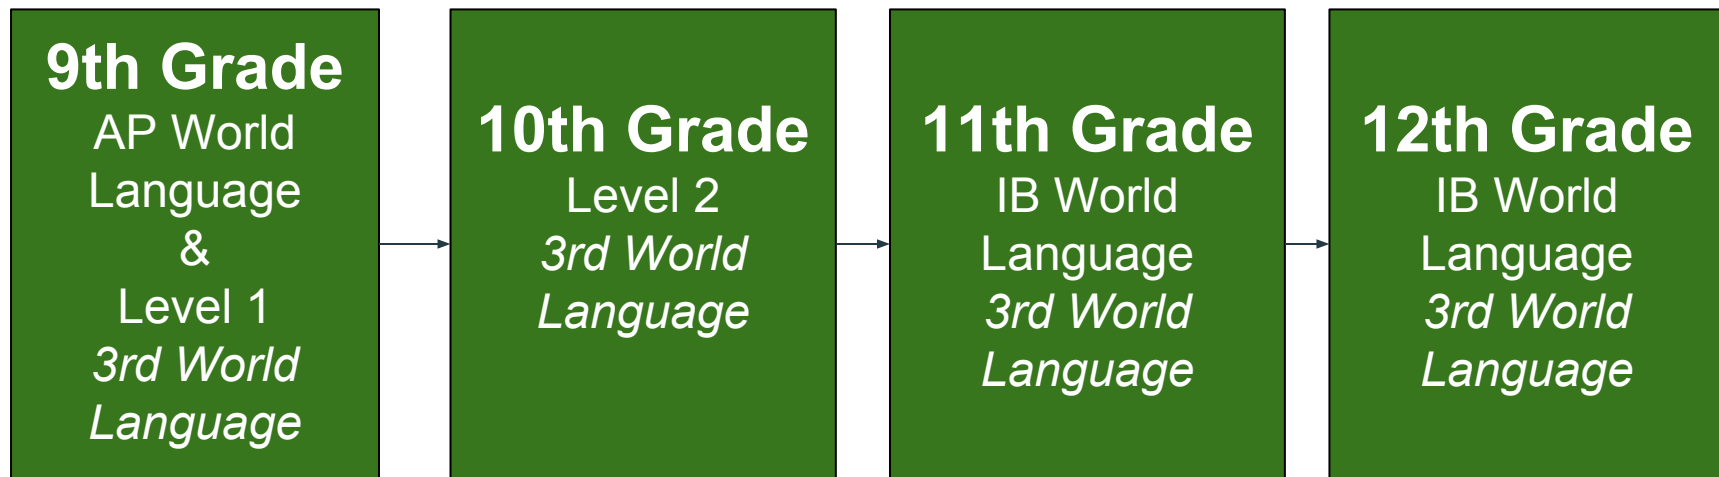 9th Grade
AP World
Language
&
Level 1
3rd World
Language
10th Grade
Level 2
3rd World
Language
11th Grade
IB World
Language
3rd World
Language
12th Grade
IB World
Language
3rd World
Language